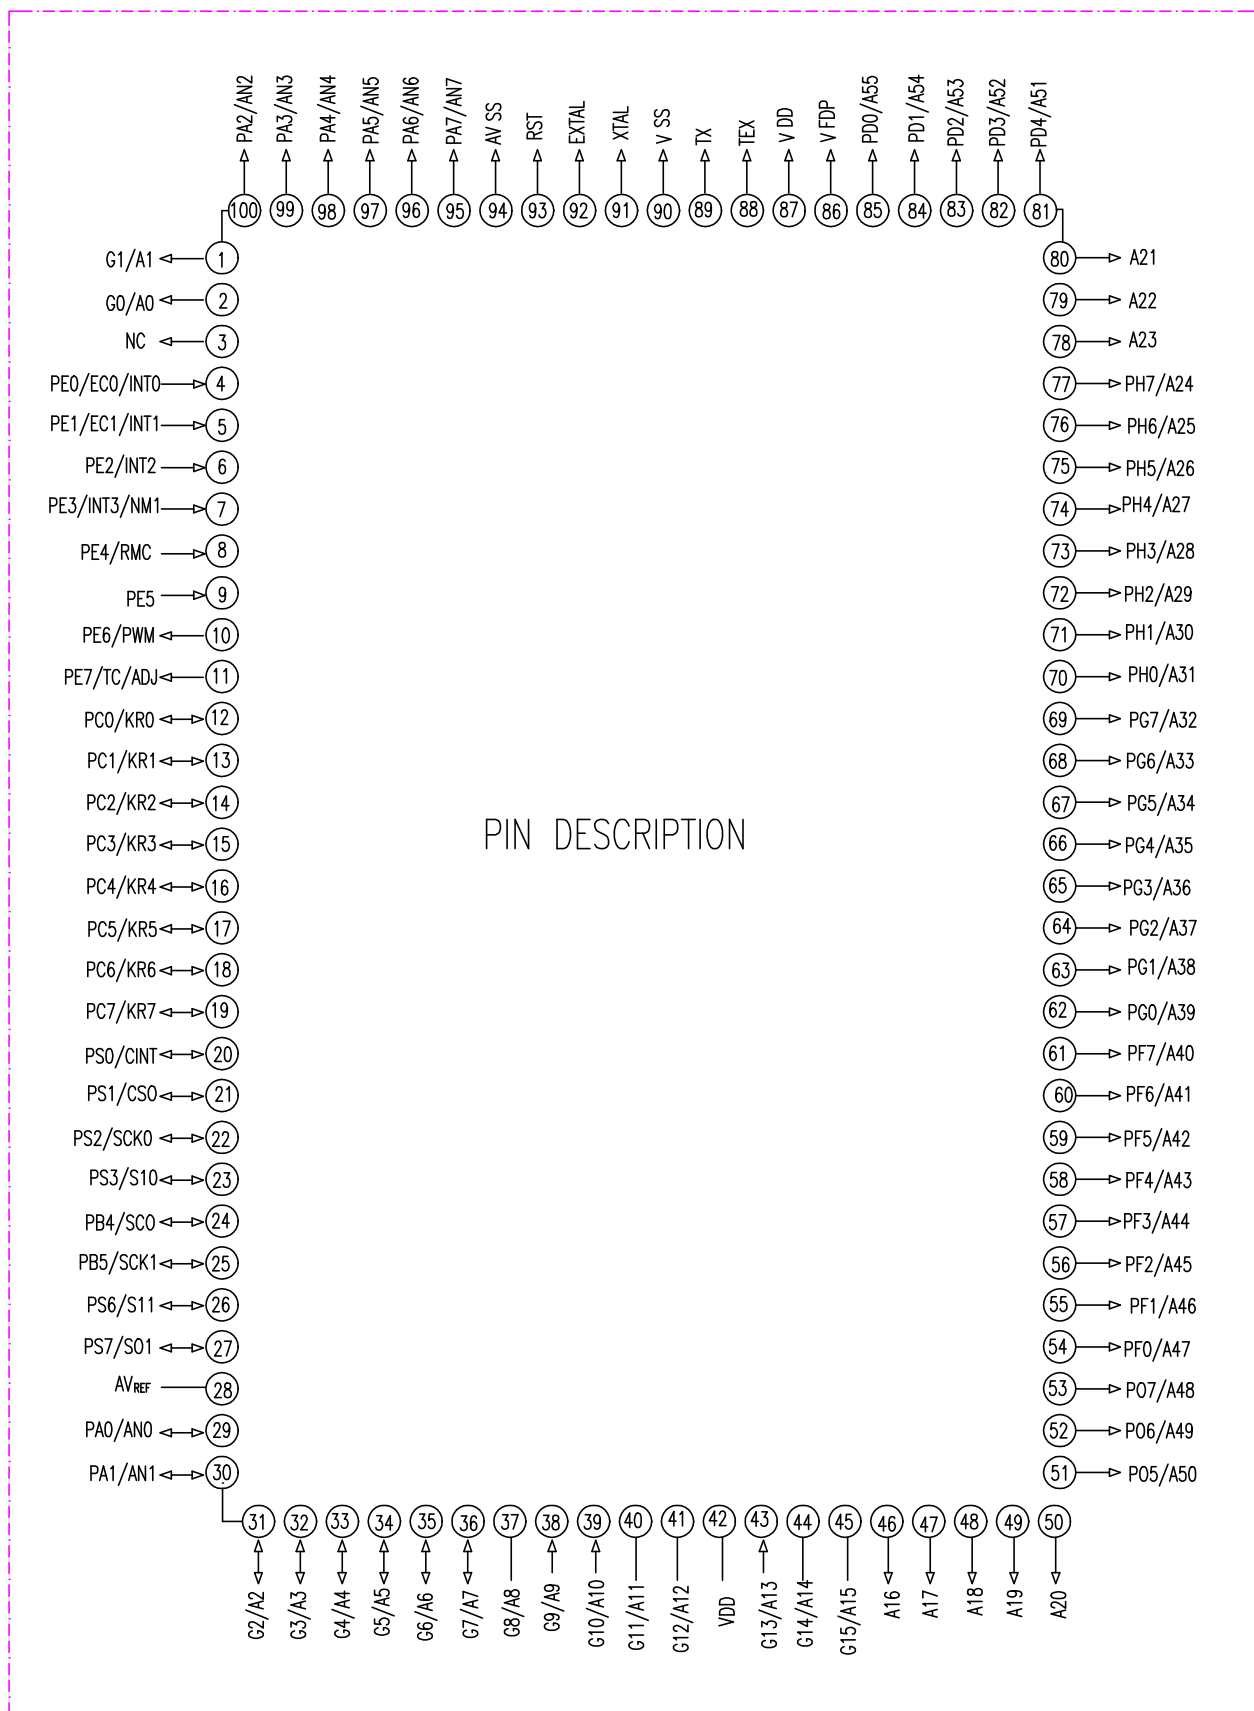 PA2/AN2 PA3/AN3 PA4/AN4 PA5/AN5 PA6/AN6 PA7/AN7 AV SS RST EXTAL XTAL V SS TX TEX V DD V FDP PD0/A55 PD1/A54 PD2/A53 PD3/A52 PD4/A51
100 99 98 97 96 95 94 93 92 91 90 89 88 87 86 85 84 83 82 81
G1/A1 1 80 A21
G0/A0 2 79 A22
NC 3 78 A23
PE0/EC0/INT0 4 77 PH7/A24
PE1/EC1/INT1 5 76 PH6/A25
PE2/INT2 6 75 PH5/A26
PE3/INT3/NM1 7 74 PH4/A27
PE4/RMC 8 73 PH3/A28
PE5 9 72 PH2/A29
PE6/PWM 10 71 PH1/A30
PE7/TC/ADJ 11 70 PH0/A31
PC0/KR0 12 69 PG7/A32
PC1/KR1 13 68 PG6/A33
PC2/KR2 14 67 PG5/A34
PIN DESCRIPTION
PC3/KR3 15 66 PG4/A35
PC4/KR4 16 65 PG3/A36
PC5/KR5 17 64 PG2/A37
PC6/KR6 18 63 PG1/A38
PC7/KR7 19 62 PG0/A39
PS0/CINT 20 61 PF7/A40
PS1/CS0 21 60 PF6/A41
PS2/SCK0 22 59 PF5/A42
PS3/S10 23 58 PF4/A43
PB4/SC0 24 57 PF3/A44
PB5/SCK1 25 56 PF2/A45
PS6/S11 26 55 PF1/A46
PS7/S01 27 54 PF0/A47
AVREF 28 53 P07/A48
PA0/AN0 29 52 P06/A49
PA1/AN1 30 51 P05/A50
31 32 33 34 35 36 37 38 39 40 41 42 43 44 45 46 47 48 49 50
G2/A2 G3/A3 G4/A4 G5/A5 G6/A6 G7/A7 G8/A8 G9/A9 G10/A10 G11/A11 G12/A12 VDD G13/A13 G14/A14 G15/A15 A16 A17 A18 A19 A20